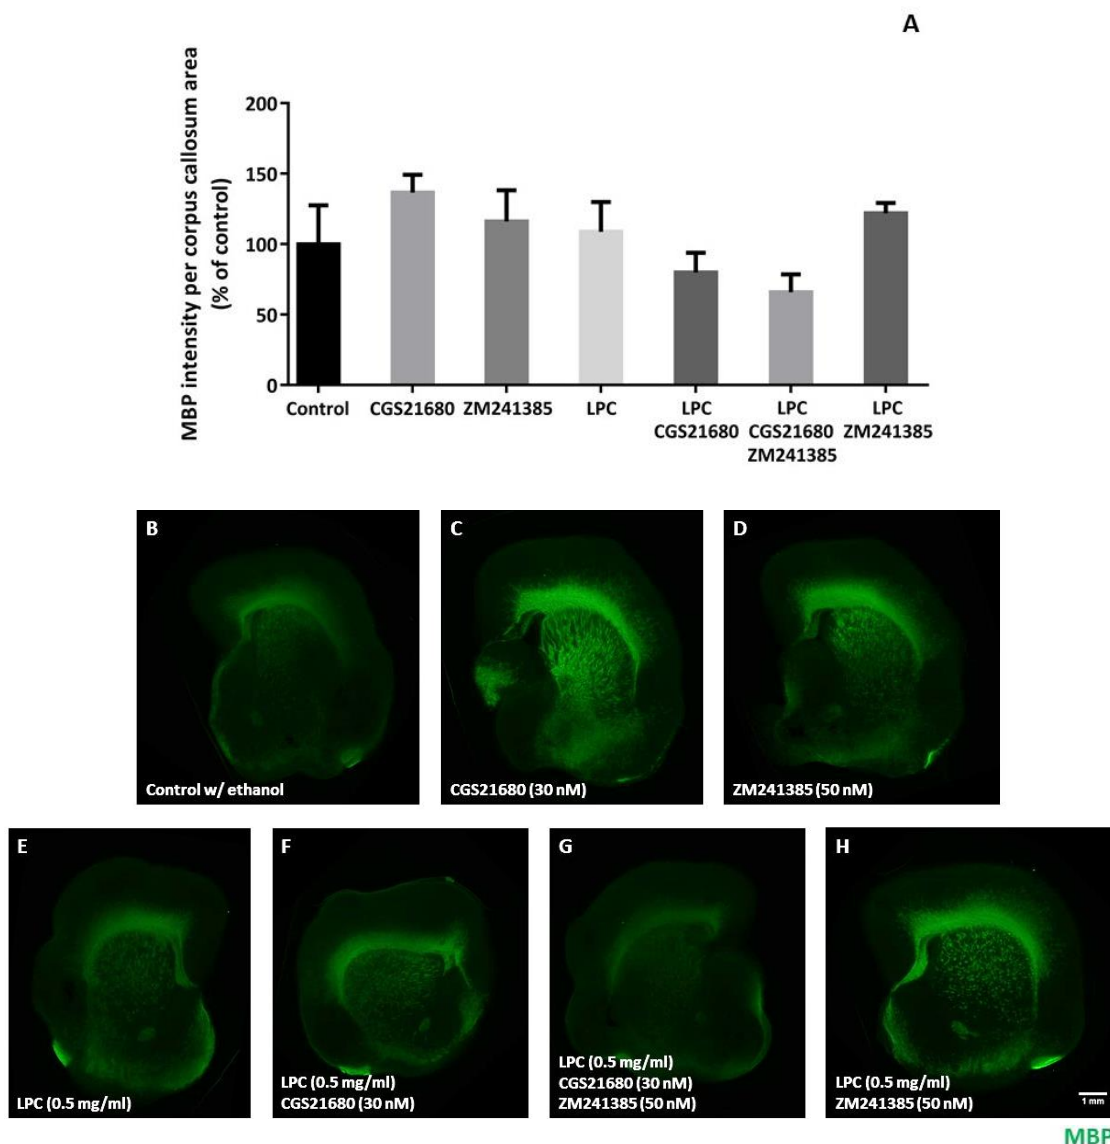 A
MBP intensity per corpus callosum area
(% of control)
200
150
100
50
0
Control
CGS21680
ZM241385
LPC
LPC
CGS21680
LPC
CGS21680
ZM241385
LPC
ZM241385
B
Control w/ ethanol
C
CGS21680 (30 nM)
D
ZM241385 (50 nM)
E
LPC (0.5 mg/ml)
F
LPC (0.5 mg/ml)
CGS21680 (30 nM)
G
LPC (0.5 mg/ml)
CGS21680 (30 nM)
ZM241385 (50 nM)
H
LPC (0.5 mg/ml)
ZM241385 (50 nM)
1 mm
MBP